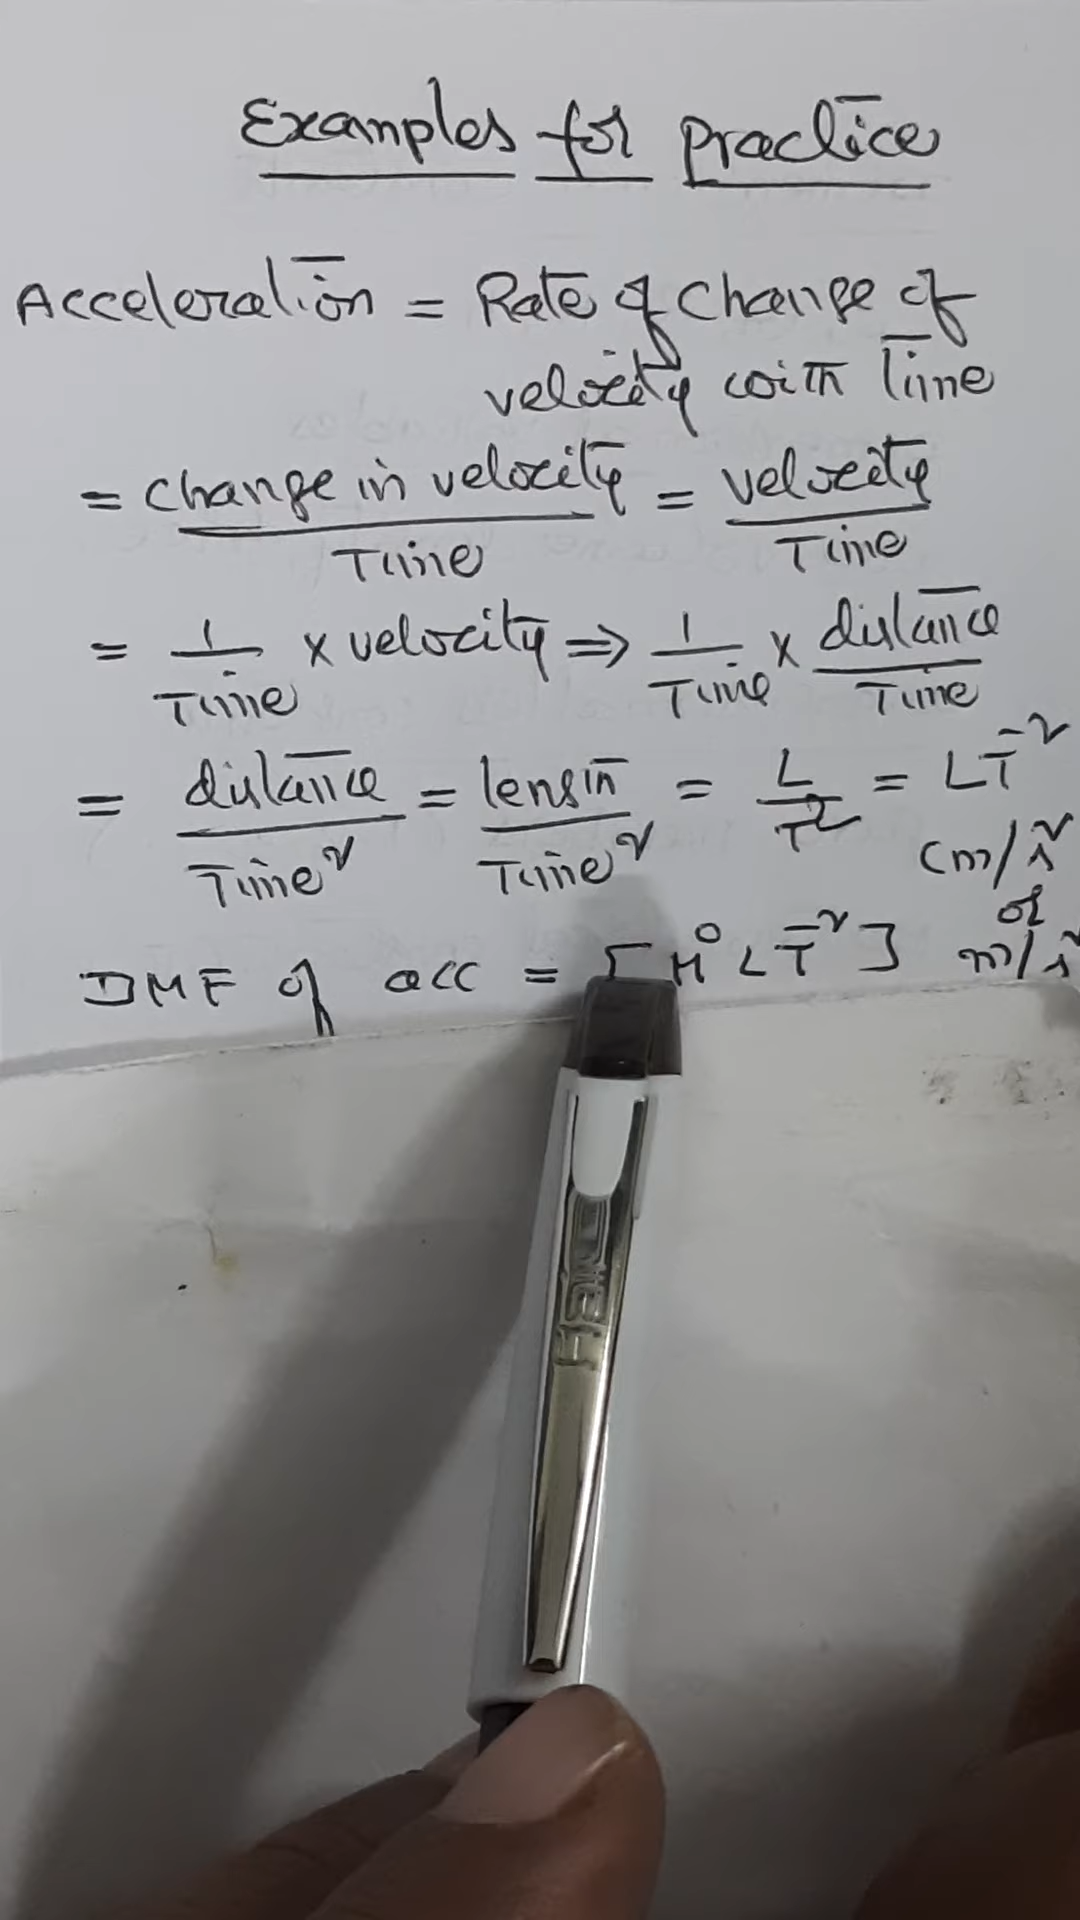 Examples for practice
Acceleration = Rate of change of
velocity with Time
= change in velocity / Time = velocity / Time
= 1 / Time × velocity ⇒ 1 / Time × distance / Time
= distance / Time² = length / Time² = L / T² = LT⁻²
cm/s²
or
DMF of acc = [M⁰LT⁻²] m/s²